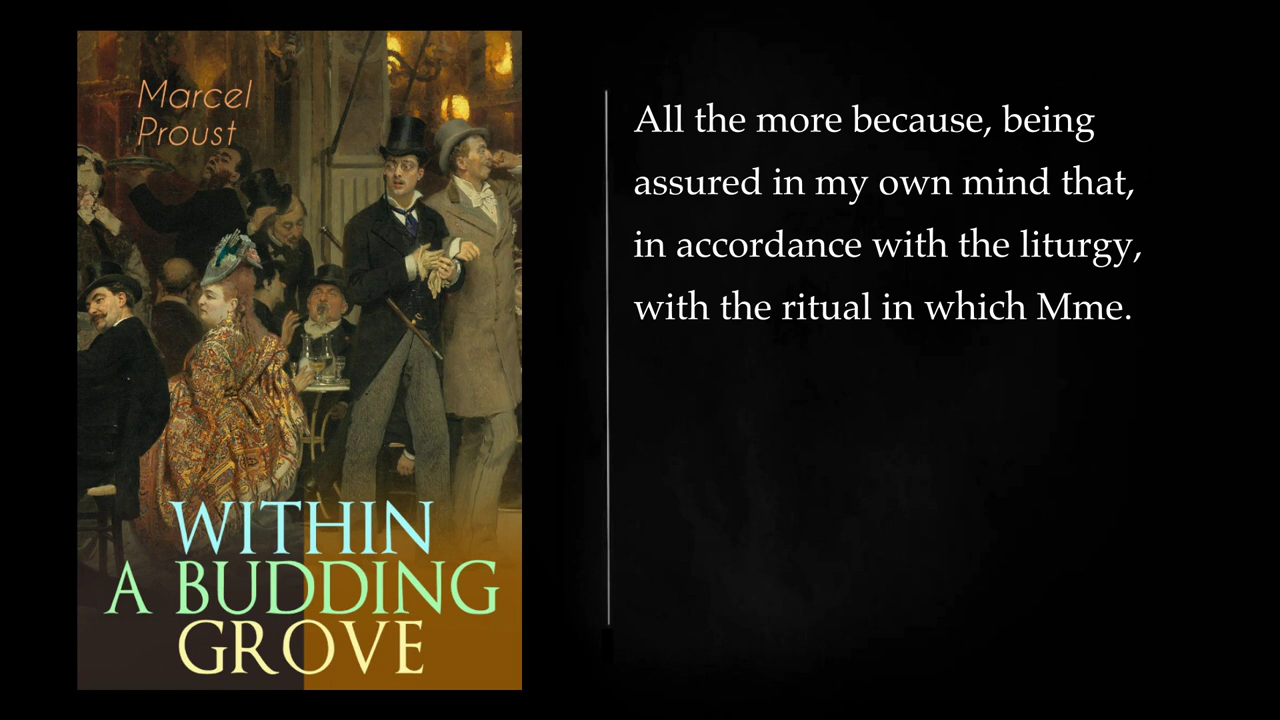 Marcel
Proust
WITHIN
A BUDDING
GROVE
All the more because, being
assured in my own mind that,
in accordance with the liturgy,
with the ritual in which Mme.